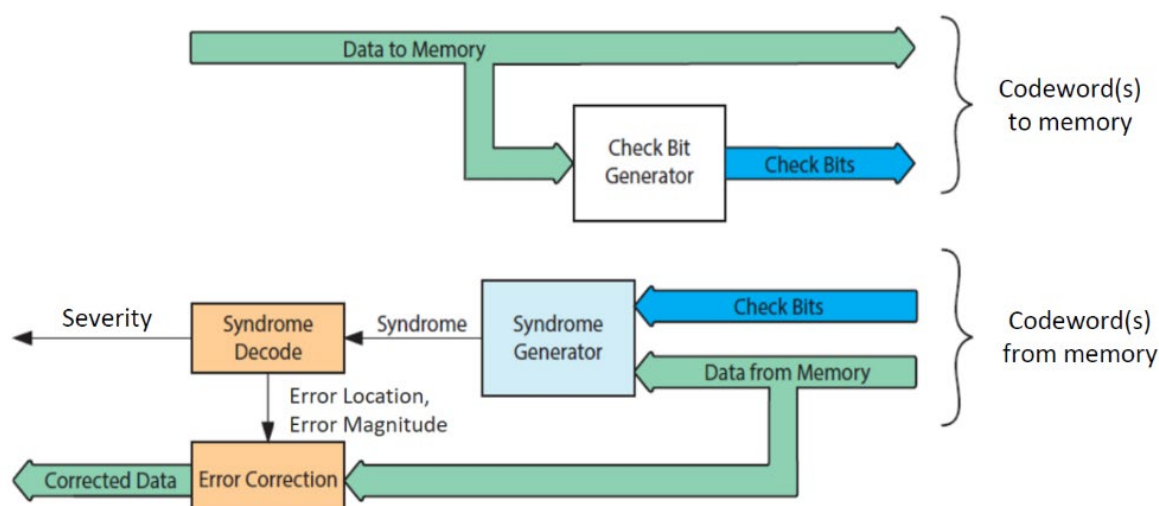 Data to Memory
Codeword(s)
to memory
Check Bit
Generator
Check Bits
Severity
Syndrome
Decode
Syndrome
Syndrome
Generator
Check Bits
Data from Memory
Codeword(s)
from memory
Error Location,
Error Magnitude
Corrected Data
Error Correction